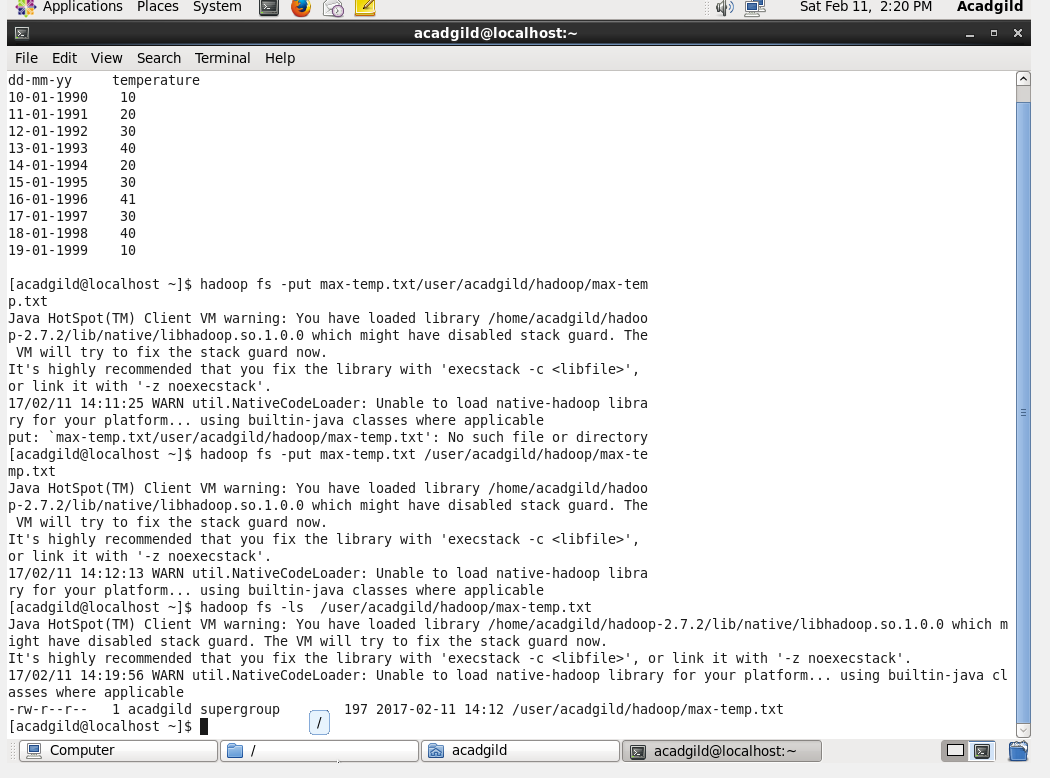 Applications Places System Sat Feb 11, 2:20 PM Acadgild
acadgild@localhost:~
File Edit View Search Terminal Help
dd-mm-yy     temperature
10-01-1990    10
11-01-1991    20
12-01-1992    30
13-01-1993    40
14-01-1994    20
15-01-1995    30
16-01-1996    41
17-01-1997    30
18-01-1998    40
19-01-1999    10
[acadgild@localhost ~]$ hadoop fs -put max-temp.txt/user/acadgild/hadoop/max-tem
p.txt
Java HotSpot(TM) Client VM warning: You have loaded library /home/acadgild/hadoo
p-2.7.2/lib/native/libhadoop.so.1.0.0 which might have disabled stack guard. The
 VM will try to fix the stack guard now.
It's highly recommended that you fix the library with 'execstack -c <libfile>',
or link it with '-z noexecstack'.
17/02/11 14:11:25 WARN util.NativeCodeLoader: Unable to load native-hadoop libra
ry for your platform... using builtin-java classes where applicable
put: `max-temp.txt/user/acadgild/hadoop/max-temp.txt': No such file or directory
[acadgild@localhost ~]$ hadoop fs -put max-temp.txt /user/acadgild/hadoop/max-te
mp.txt
Java HotSpot(TM) Client VM warning: You have loaded library /home/acadgild/hadoo
p-2.7.2/lib/native/libhadoop.so.1.0.0 which might have disabled stack guard. The
 VM will try to fix the stack guard now.
It's highly recommended that you fix the library with 'execstack -c <libfile>',
or link it with '-z noexecstack'.
17/02/11 14:12:13 WARN util.NativeCodeLoader: Unable to load native-hadoop libra
ry for your platform... using builtin-java classes where applicable
[acadgild@localhost ~]$ hadoop fs -ls  /user/acadgild/hadoop/max-temp.txt
Java HotSpot(TM) Client VM warning: You have loaded library /home/acadgild/hadoop-2.7.2/lib/native/libhadoop.so.1.0.0 which m
ight have disabled stack guard. The VM will try to fix the stack guard now.
It's highly recommended that you fix the library with 'execstack -c <libfile>', or link it with '-z noexecstack'.
17/02/11 14:19:56 WARN util.NativeCodeLoader: Unable to load native-hadoop library for your platform... using builtin-java cl
asses where applicable
-rw-r--r--   1 acadgild supergroup        197 2017-02-11 14:12 /user/acadgild/hadoop/max-temp.txt
[acadgild@localhost ~]$
/
Computer / acadgild acadgild@localhost:~